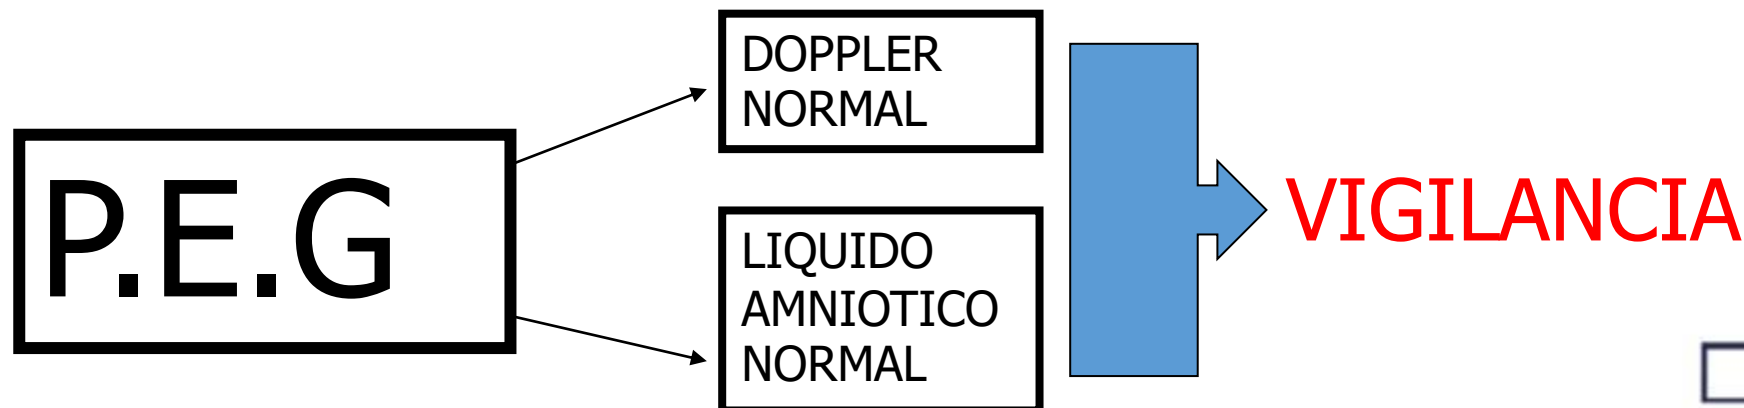 P.E.G
DOPPLER
NORMAL
LIQUIDO
AMNIOTICO
NORMAL
VIGILANCIA